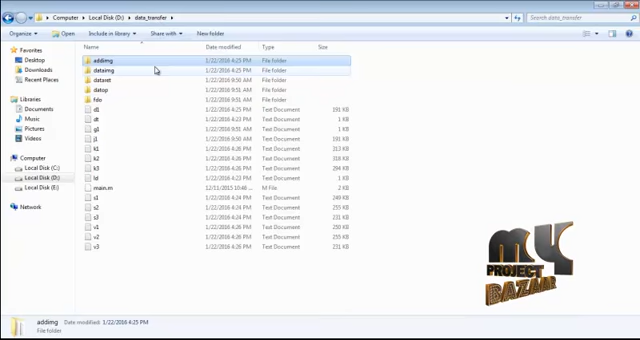 Computer ▸ Local Disk (D:) ▸ data_transfer ▸
Search data_transfer
Organize Open Include in library Share with New folder
Name Date modified Type Size
Favorites
Desktop
Downloads
Recent Places
Libraries
Documents
Music
Pictures
Videos
Computer
Local Disk (C:)
Local Disk (D:)
Local Disk (E:)
Network
addimg 1/22/2016 4:25 PM File folder
dataimg 1/22/2016 4:25 PM File folder
dataset 1/22/2016 9:50 AM File folder
datop 1/22/2016 9:51 AM File folder
fdo 1/22/2016 9:51 AM File folder
d1 1/22/2016 4:25 PM Text Document 191 KB
dt 1/22/2016 4:25 PM Text Document 1 KB
g1 1/22/2016 9:51 AM Text Document 1 KB
j1 1/22/2016 9:50 AM Text Document 191 KB
k1 1/22/2016 4:26 PM Text Document 213 KB
k2 1/22/2016 4:26 PM Text Document 318 KB
k3 1/22/2016 4:26 PM Text Document 294 KB
ld 1/22/2016 4:23 PM Text Document 1 KB
main.m 12/11/2015 10:46 ... M File 2 KB
s1 1/22/2016 4:24 PM Text Document 249 KB
s2 1/22/2016 4:24 PM Text Document 255 KB
s3 1/22/2016 4:24 PM Text Document 231 KB
v1 1/22/2016 4:26 PM Text Document 250 KB
v2 1/22/2016 4:26 PM Text Document 255 KB
v3 1/22/2016 4:26 PM Text Document 231 KB
MY
PROJECT
BAZAAR
addimg Date modified: 1/22/2016 4:25 PM
File folder